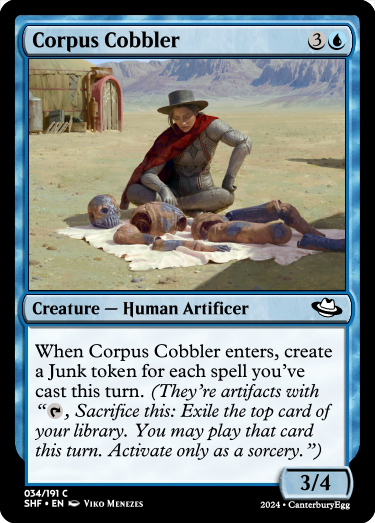 Corpus Cobbler 3
Creature — Human Artificer
When Corpus Cobbler enters, create
a Junk token for each spell you’ve
cast this turn. (They’re artifacts with
“, Sacrifice this: Exile the top card of
your library. You may play that card
this turn. Activate only as a sorcery.”)
3/4
034/191 C
SHF • EN Viko Menezes 2024 • CanterburyEgg